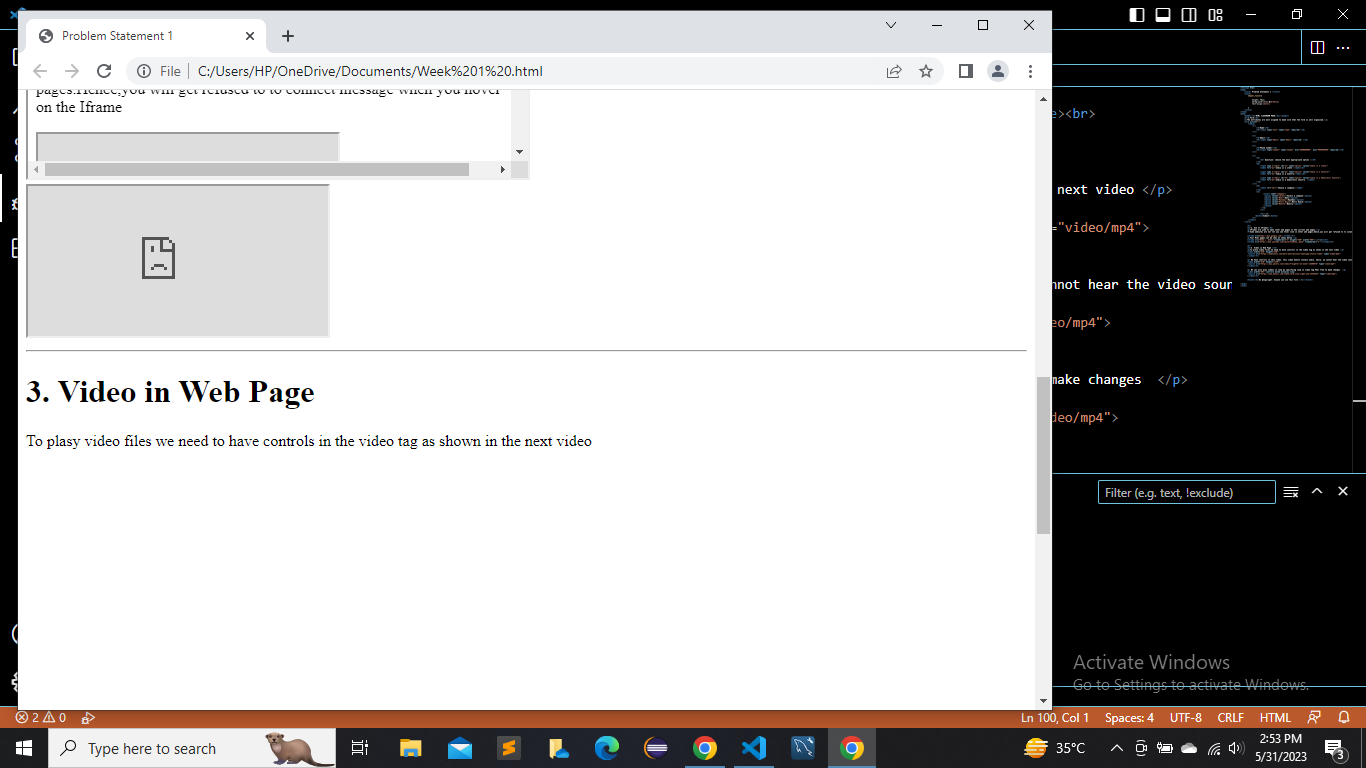 Problem Statement 1
File
C:/Users/HP/OneDrive/Documents/Week%201%20.html
pages.Hence,you will get refused to to connect message when you hover
on the Iframe
3. Video in Web Page
To plasy video files we need to have controls in the video tag as shown in the next video
e><br>
next video </p>
="video/mp4">
nnot hear the video soun
eo/mp4">
make changes </p>
deo/mp4">
Filter (e.g. text, !exclude)
Activate Windows
Go to Settings to activate Windows.
2 0
Ln 100, Col 1 Spaces: 4 UTF-8 CRLF HTML
Type here to search
35°C
2:53 PM
5/31/2023
3